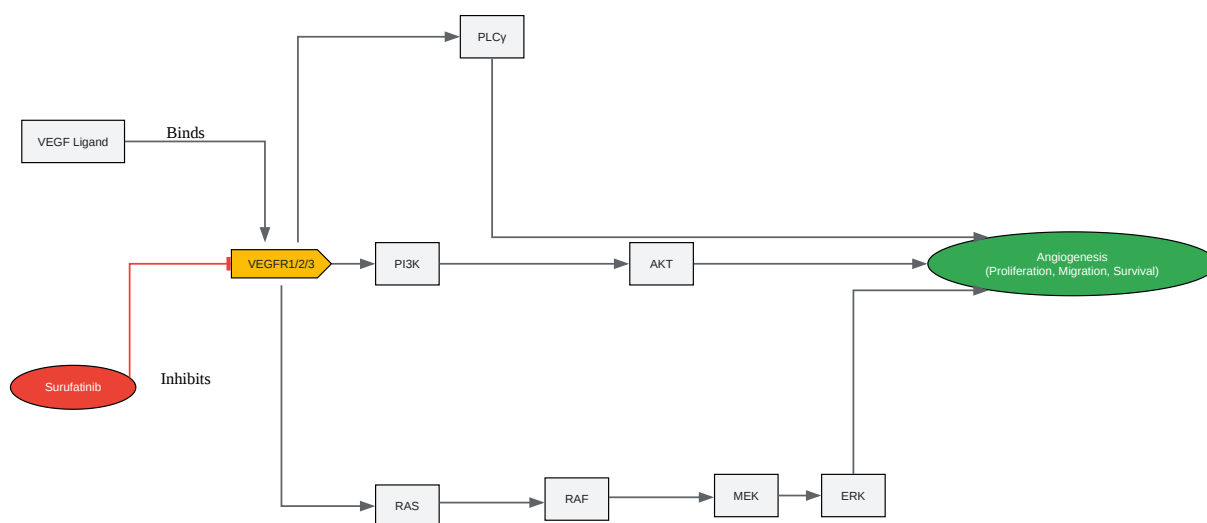 PLCγ
VEGF Ligand
Binds
VEGFR1/2/3
PI3K
AKT
Angiogenesis
(Proliferation, Migration, Survival)
Surufatinib
Inhibits
RAS
RAF
MEK
ERK